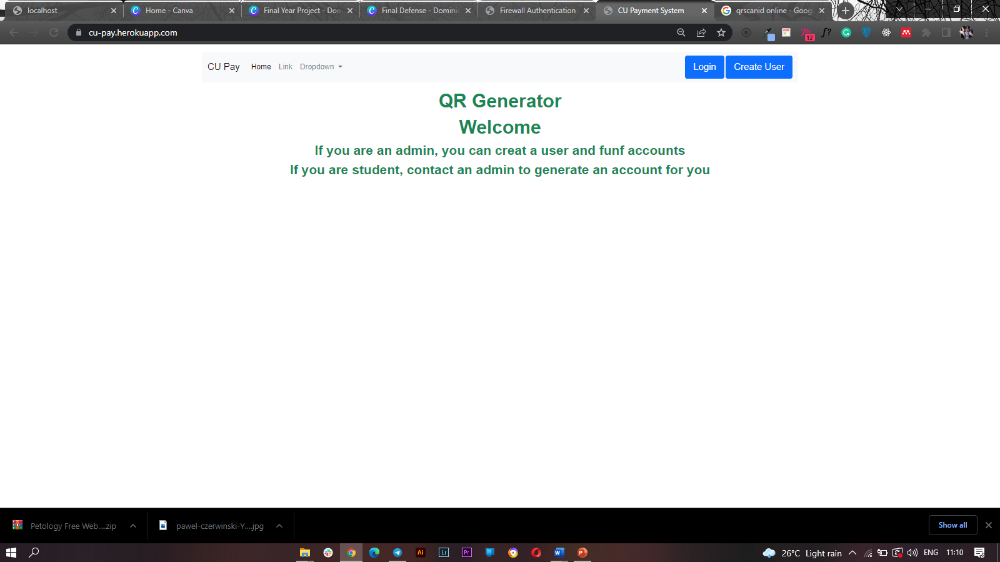 localhost
Home - Canva
Final Year Project - Don
Final Defense - Dominic
Firewall Authentication
CU Payment System
qrscanid online - Goog
cu-pay.herokuapp.com
12
f?
CU Pay
Home
Link
Dropdown
Login
Create User
QR Generator
Welcome
If you are an admin, you can creat a user and funf accounts
If you are student, contact an admin to generate an account for you
Petology Free Web....zip
pawel-czerwinski-Y....jpg
Show all
Ai
Lr
Pr
26°C Light rain
ENG
11:10